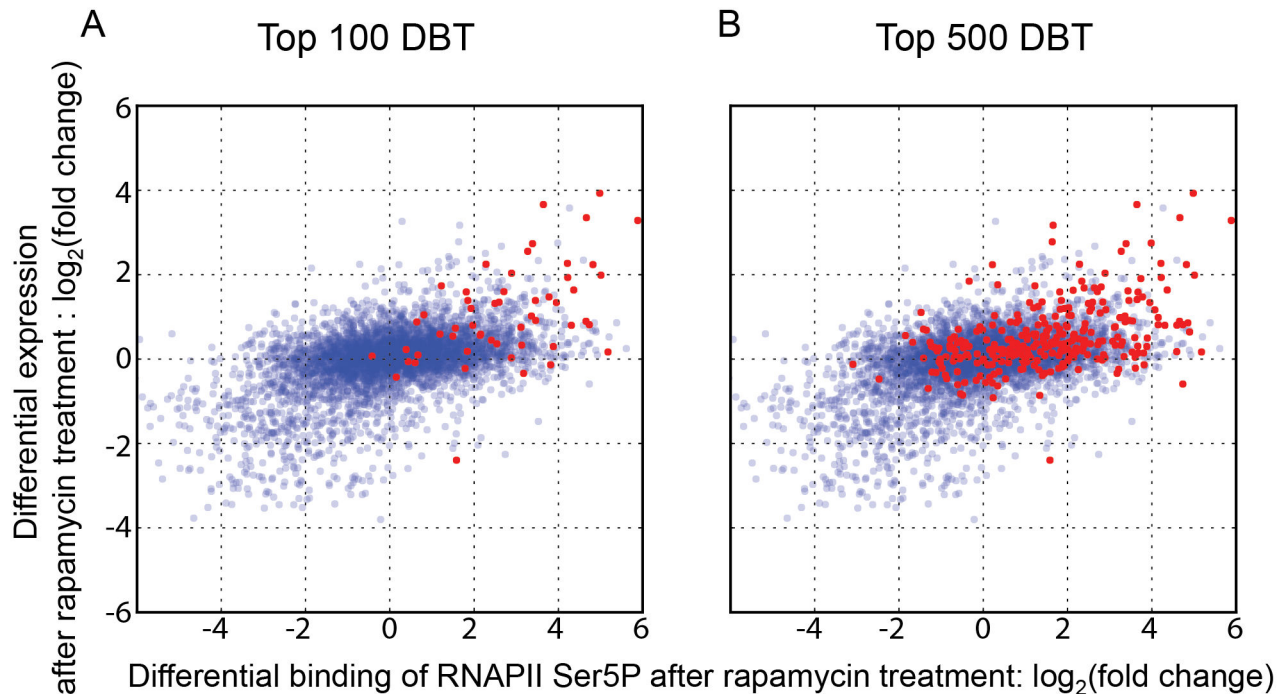 A
Top 100 DBT
B
Top 500 DBT
Differential expression
after rapamycin treatment : log2(fold change)
6
4
2
0
-2
-4
-6
-4 -2 0 2 4 6
-4 -2 0 2 4 6
Differential binding of RNAPII Ser5P after rapamycin treatment: log2(fold change)